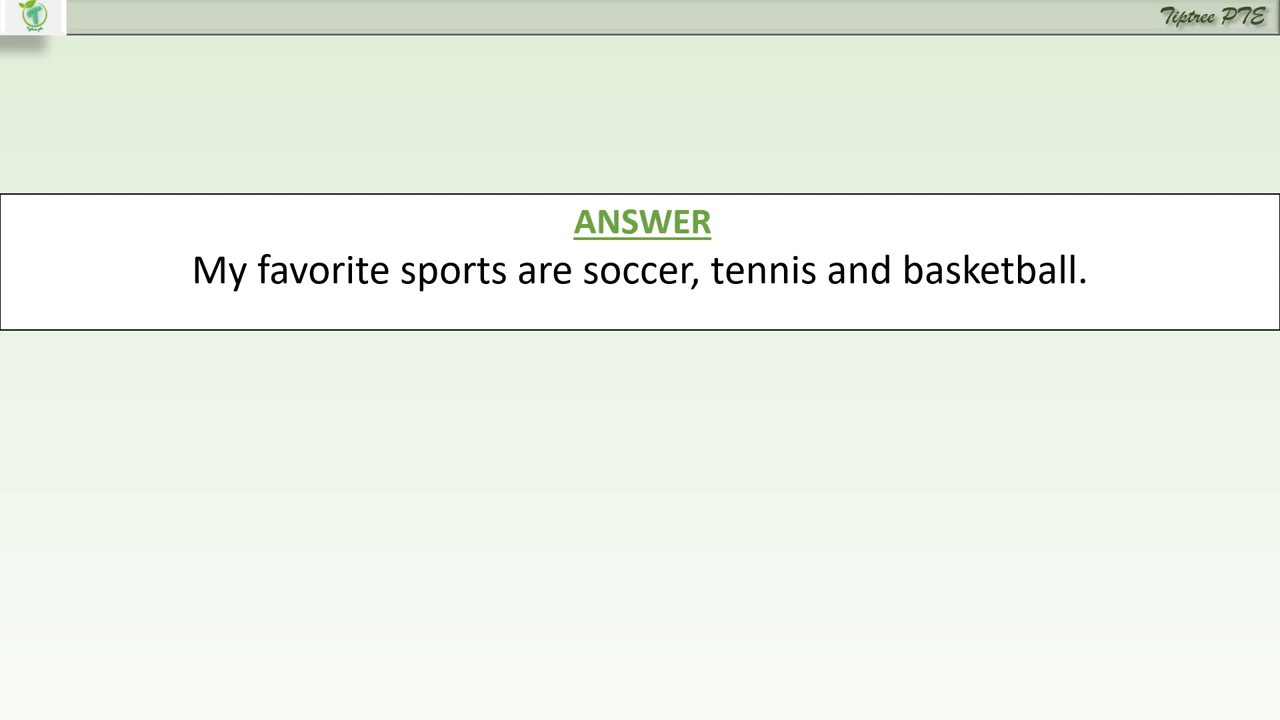 Tiptree PTE
ANSWER
My favorite sports are soccer, tennis and basketball.